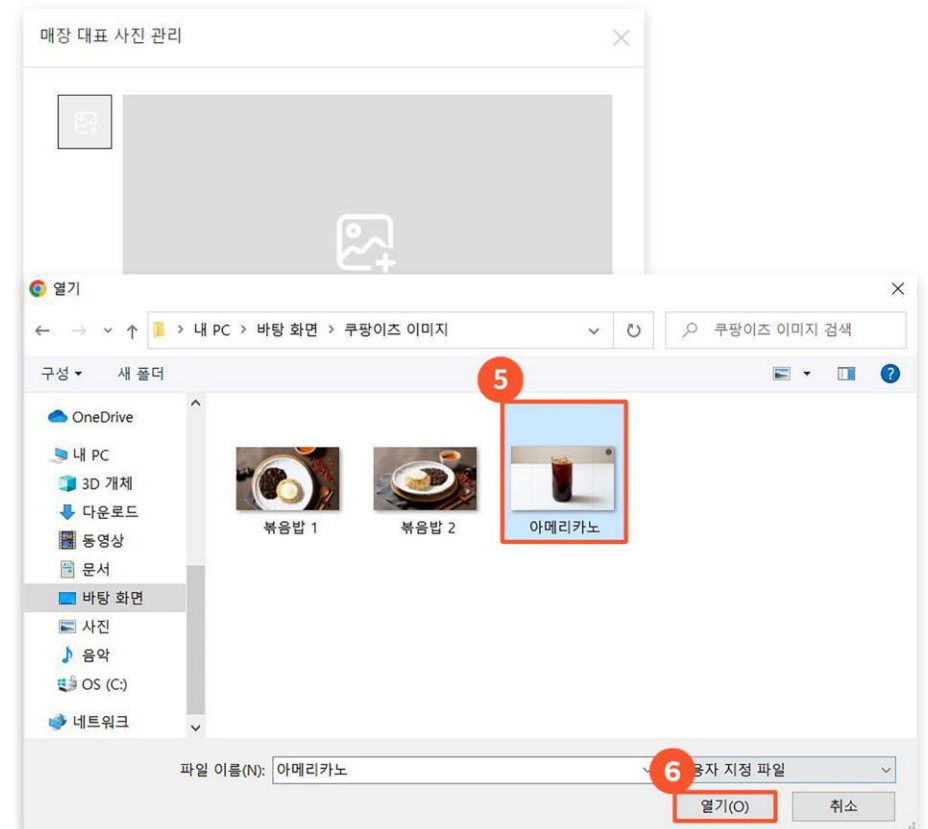 매장 대표 사진 관리
열기
내 PC > 바탕 화면 > 쿠팡이즈 이미지
쿠팡이즈 이미지 검색
구성
새 폴더
5
OneDrive
내 PC
3D 개체
다운로드
동영상
문서
바탕 화면
사진
음악
OS (C:)
네트워크
볶음밥 1
볶음밥 2
아메리카노
파일 이름(N):
아메리카노
6
자 지정 파일
열기(O)
취소